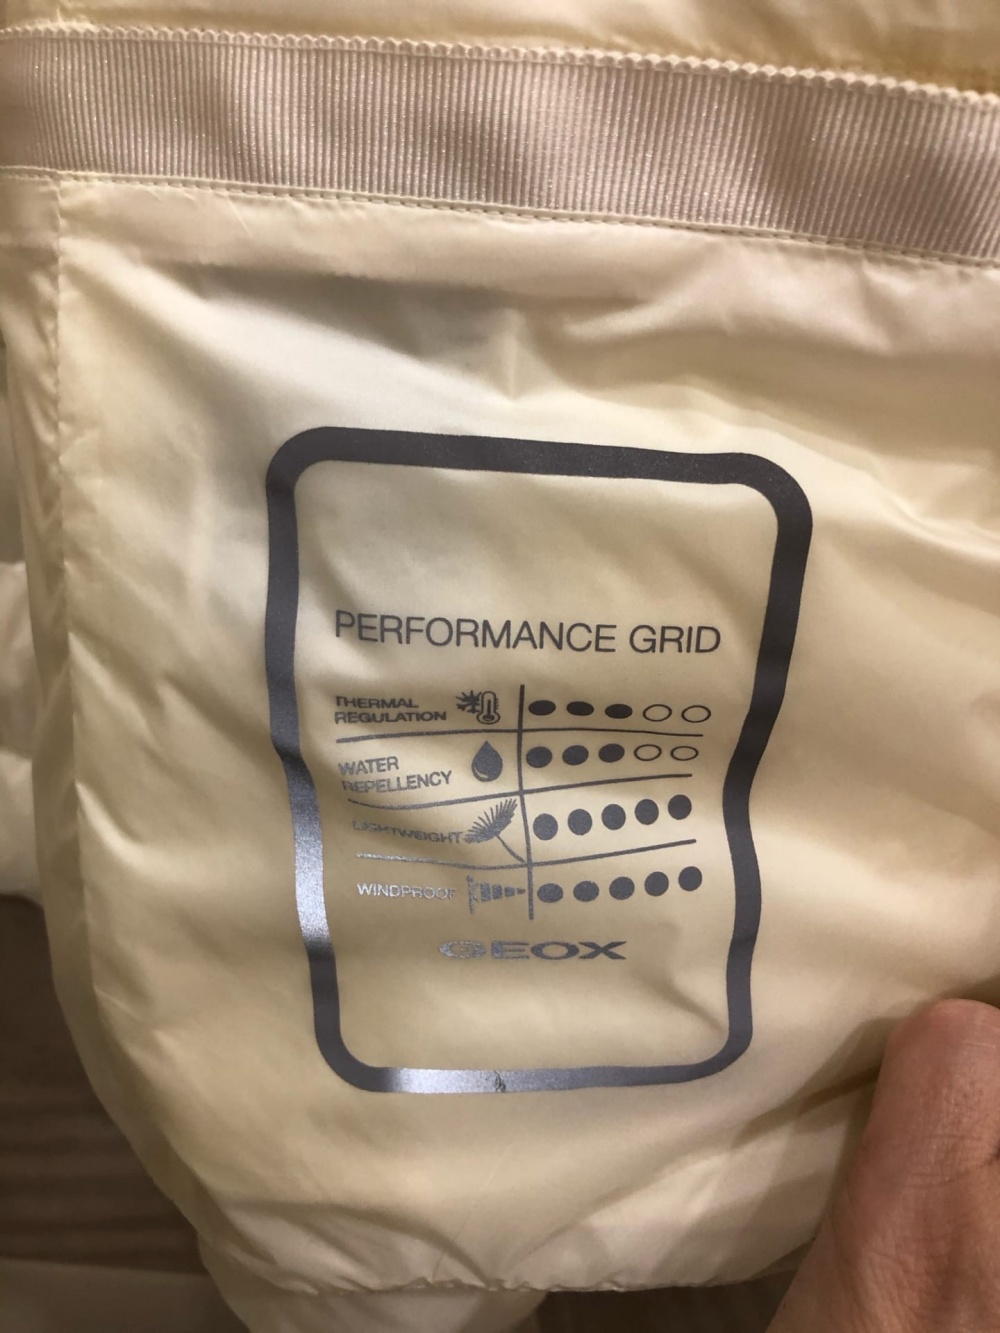 PERFORMANCE GRID
THERMAL
REGULATION
WATER
REPELLENCY
LIGHTWEIGHT
WINDPROOF
GEOX